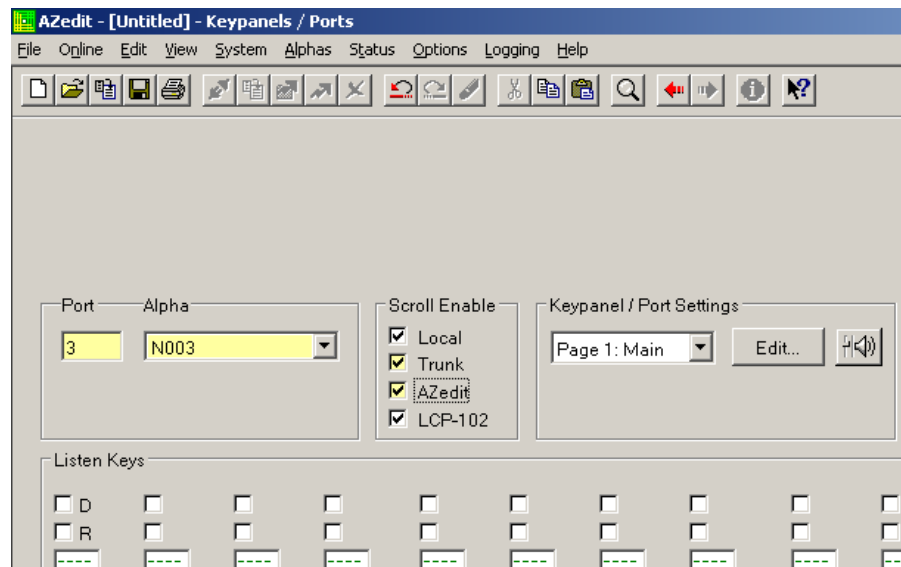 AZedit - [Untitled] - Keypanels / Ports
File Online Edit View System Alphas Status Options Logging Help
Port Alpha
3 N003
Scroll Enable
Local
Trunk
AZedit
LCP-102
Keypanel / Port Settings
Page 1: Main Edit...
Listen Keys
D
R
---- ---- ---- ---- ---- ---- ---- ---- ---- --